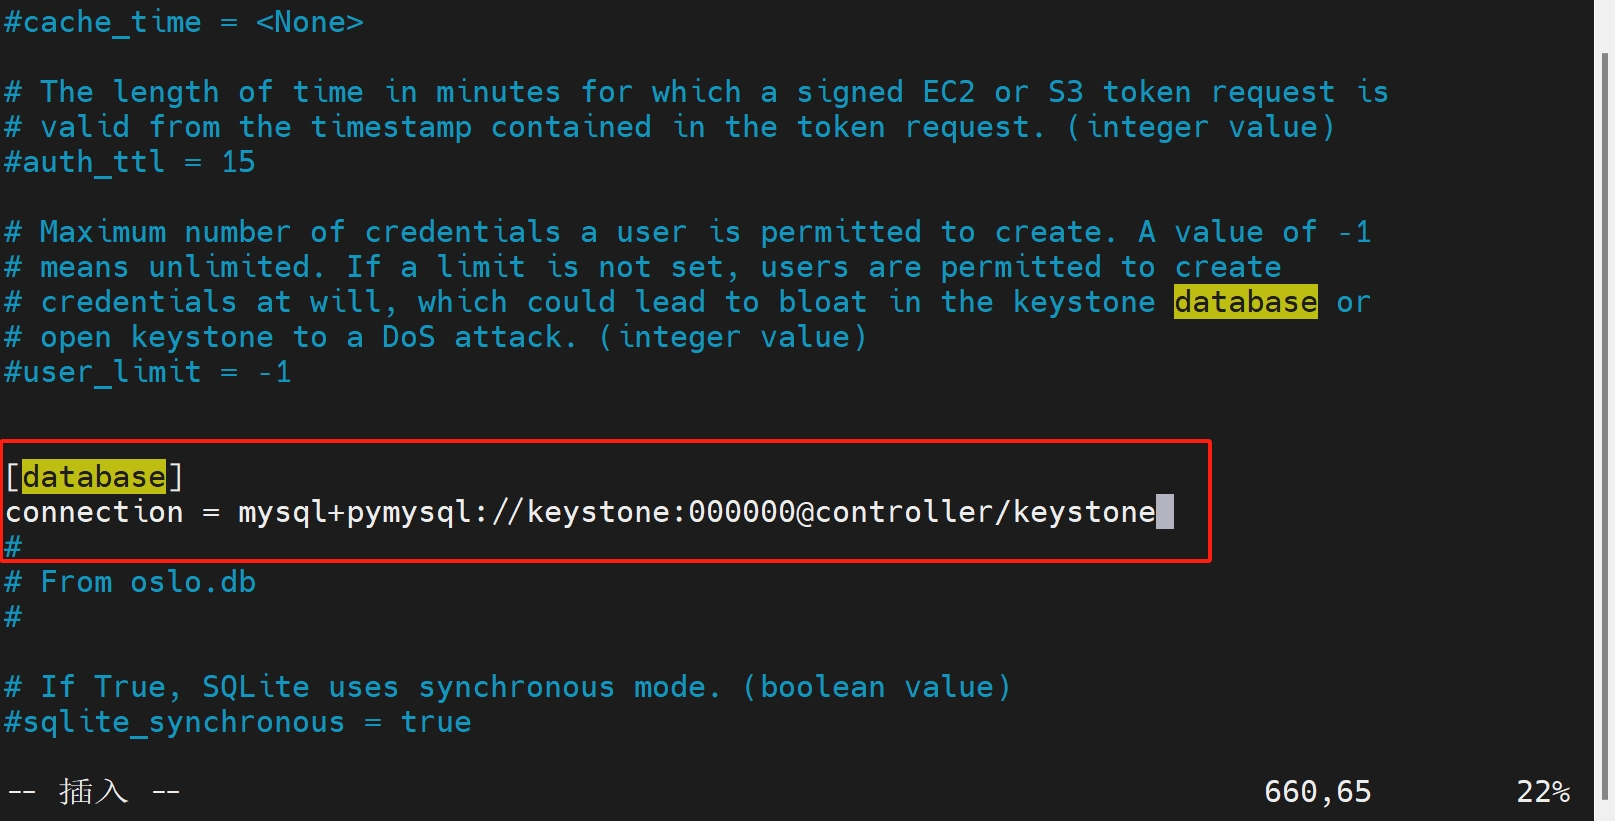 #cache_time = <None>
# The length of time in minutes for which a signed EC2 or S3 token request is
# valid from the timestamp contained in the token request. (integer value)
#auth_ttl = 15
# Maximum number of credentials a user is permitted to create. A value of -1
# means unlimited. If a limit is not set, users are permitted to create
# credentials at will, which could lead to bloat in the keystone database or
# open keystone to a DoS attack. (integer value)
#user_limit = -1
[database]
connection = mysql+pymysql://keystone:000000@controller/keystone
#
# From oslo.db
#
# If True, SQLite uses synchronous mode. (boolean value)
#sqlite_synchronous = true
-- 插入 -- 660,65 22%